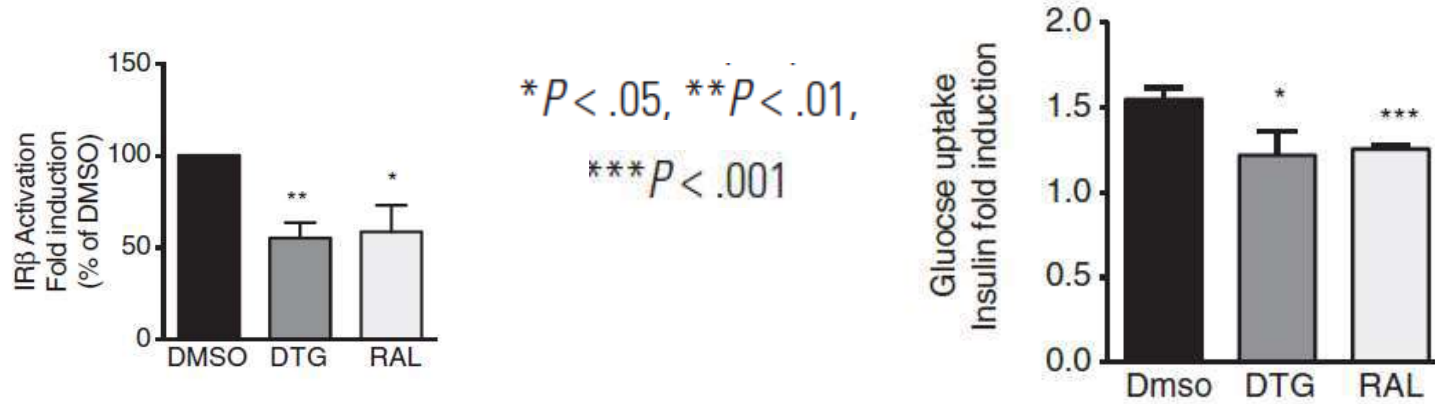 IRβ Activation
Fold induction
(% of DMSO)
150
100
50
0
**
*
DMSO DTG RAL
*P < .05, **P < .01,
***P < .001
Gluocse uptake
Insulin fold induction
2.0
1.5
1.0
0.5
0.0
*
***
Dmso DTG RAL